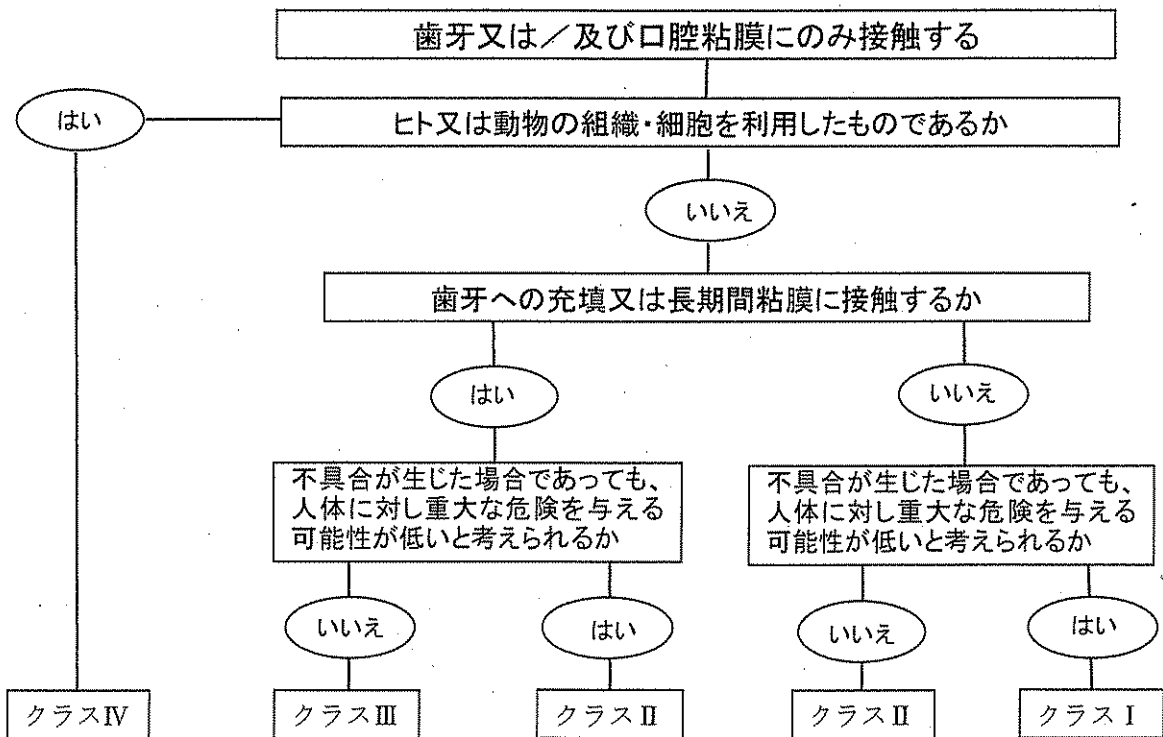 歯牙又は／及び口腔粘膜にのみ接触する
はい
ヒト又は動物の組織・細胞を利用したものであるか
いいえ
歯牙への充填又は長期間粘膜に接触するか
はい
いいえ
不具合が生じた場合であっても、
人体に対し重大な危険を与える
可能性が低いと考えられるか
不具合が生じた場合であっても、
人体に対し重大な危険を与える
可能性が低いと考えられるか
いいえ
はい
いいえ
はい
クラスⅣ
クラスⅢ
クラスⅡ
クラスⅡ
クラスⅠ